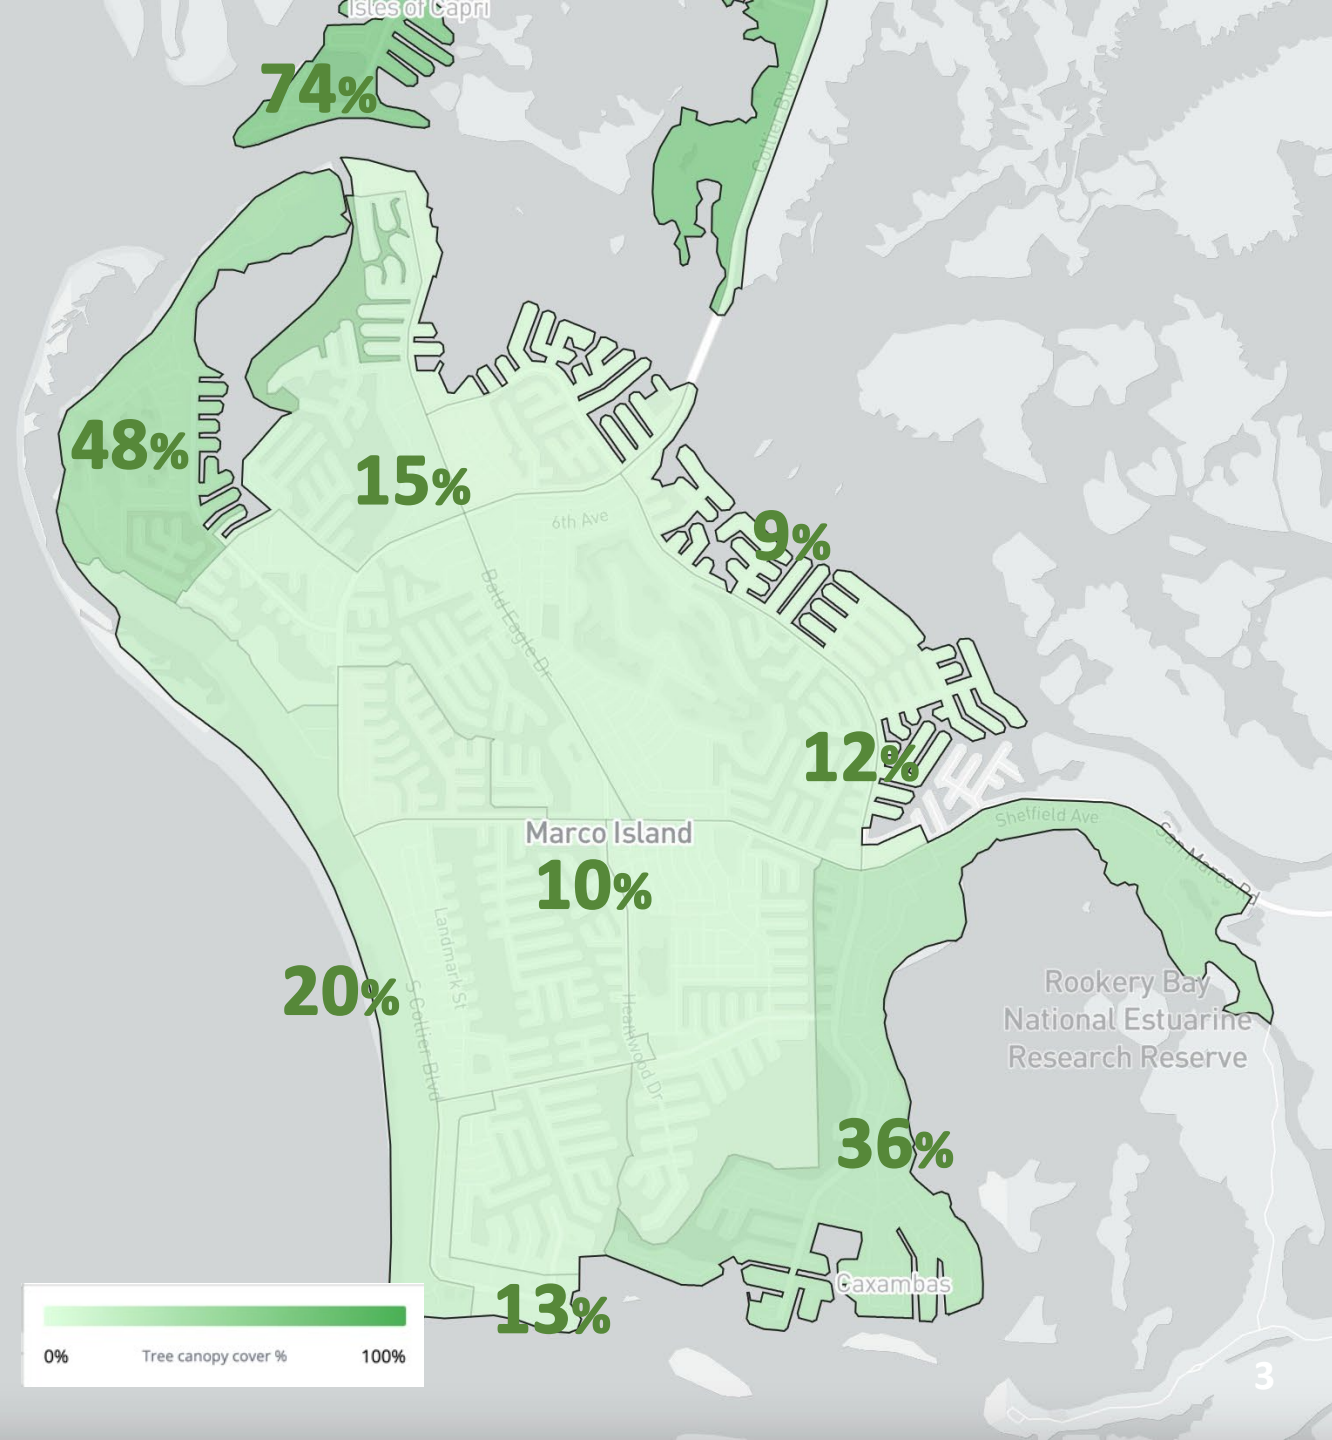 Isles of Capri
74%
Collier Blvd
48%
15%
6th Ave
9%
Bald Eagle Dr
12%
Marco Island
Sheffield Ave
San Marco Rd
10%
Landmark St
20%
S Collier Blvd
Heathwood Dr
Rookery Bay
National Estuarine
Research Reserve
36%
Caxambas
13%
0% Tree canopy cover % 100%
3